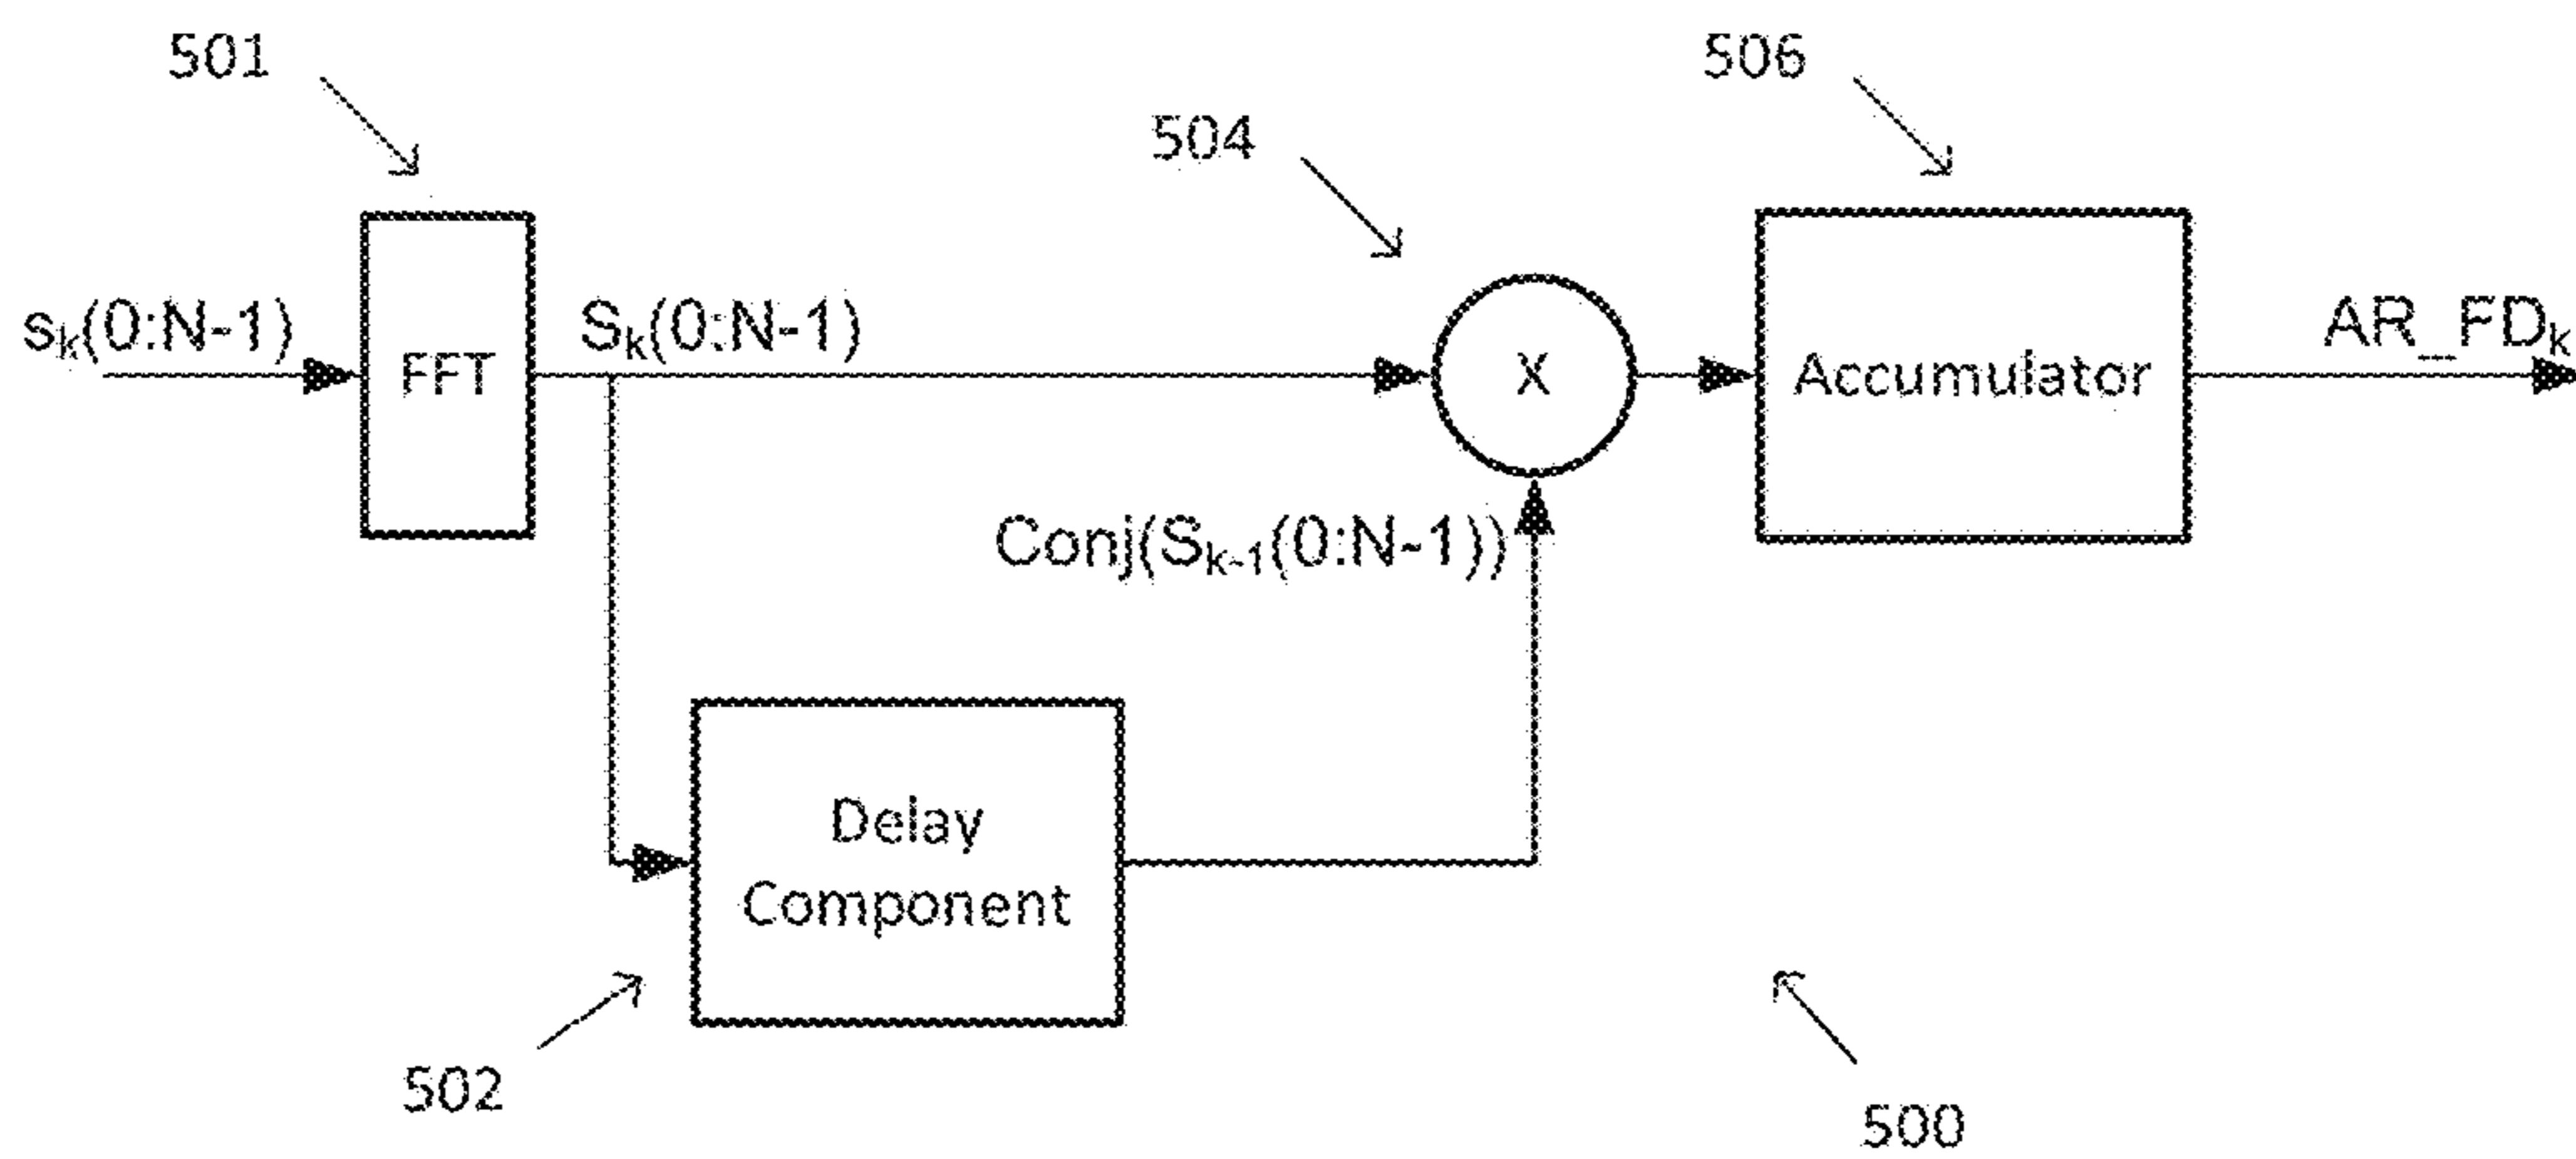 501
506
504
sₖ(0:N-1)
FFT
Sₖ(0:N-1)
X
Accumulator
AR_FDₖ
Conj(Sₖ₋₁(0:N-1))
Delay
Component
502
500